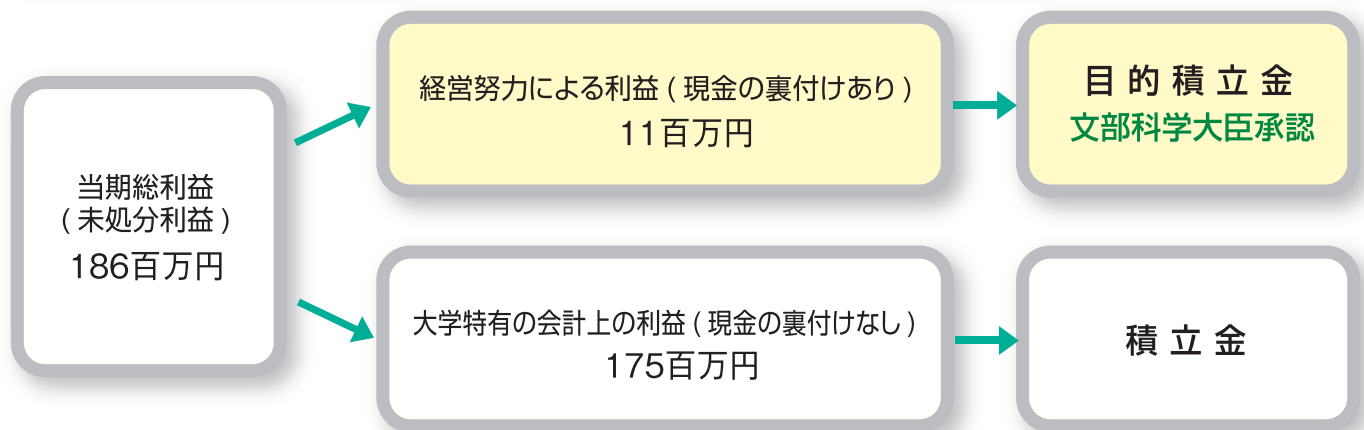 当期総利益
(未処分利益)
186百万円
経営努力による利益(現金の裏付けあり)
11百万円
目的積立金
文部科学大臣承認
大学特有の会計上の利益(現金の裏付けなし)
175百万円
積立金